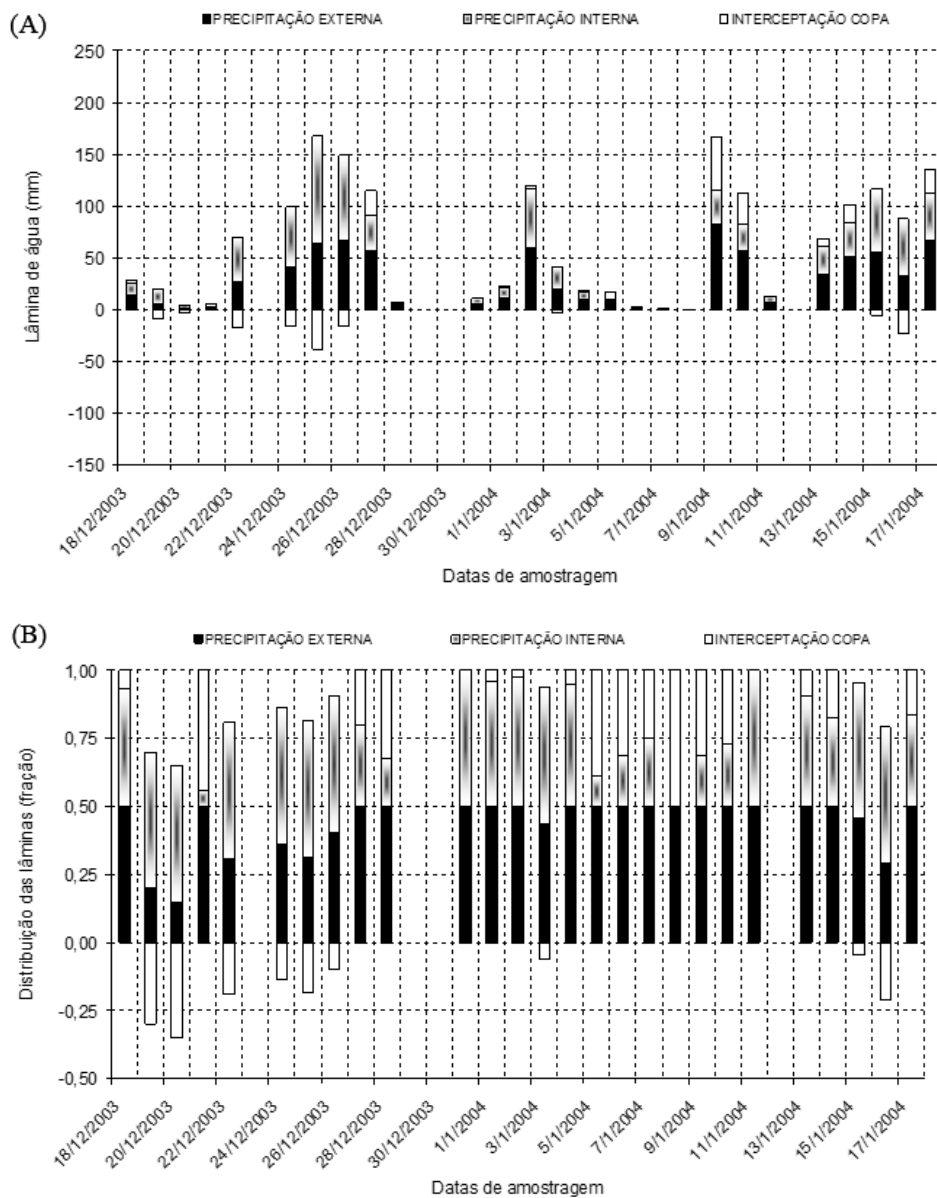 (A)
PRECIPITAÇÃO EXTERNA PRECIPITAÇÃO INTERNA INTERCEPTAÇÃO COPA
Lâmina de água (mm)
250
200
150
100
50
0
-50
-100
-150
18/12/2003 20/12/2003 22/12/2003 24/12/2003 26/12/2003 28/12/2003 30/12/2003 1/1/2004 3/1/2004 5/1/2004 7/1/2004 9/1/2004 11/1/2004 13/1/2004 15/1/2004 17/1/2004
Datas de amostragem
(B)
PRECIPITAÇÃO EXTERNA PRECIPITAÇÃO INTERNA INTERCEPTAÇÃO COPA
Distribuição das lâminas (fração)
1,00
0,75
0,50
0,25
0,00
-0,25
-0,50
18/12/2003 20/12/2003 22/12/2003 24/12/2003 26/12/2003 28/12/2003 30/12/2003 1/1/2004 3/1/2004 5/1/2004 7/1/2004 9/1/2004 11/1/2004 13/1/2004 15/1/2004 17/1/2004
Datas de amostragem